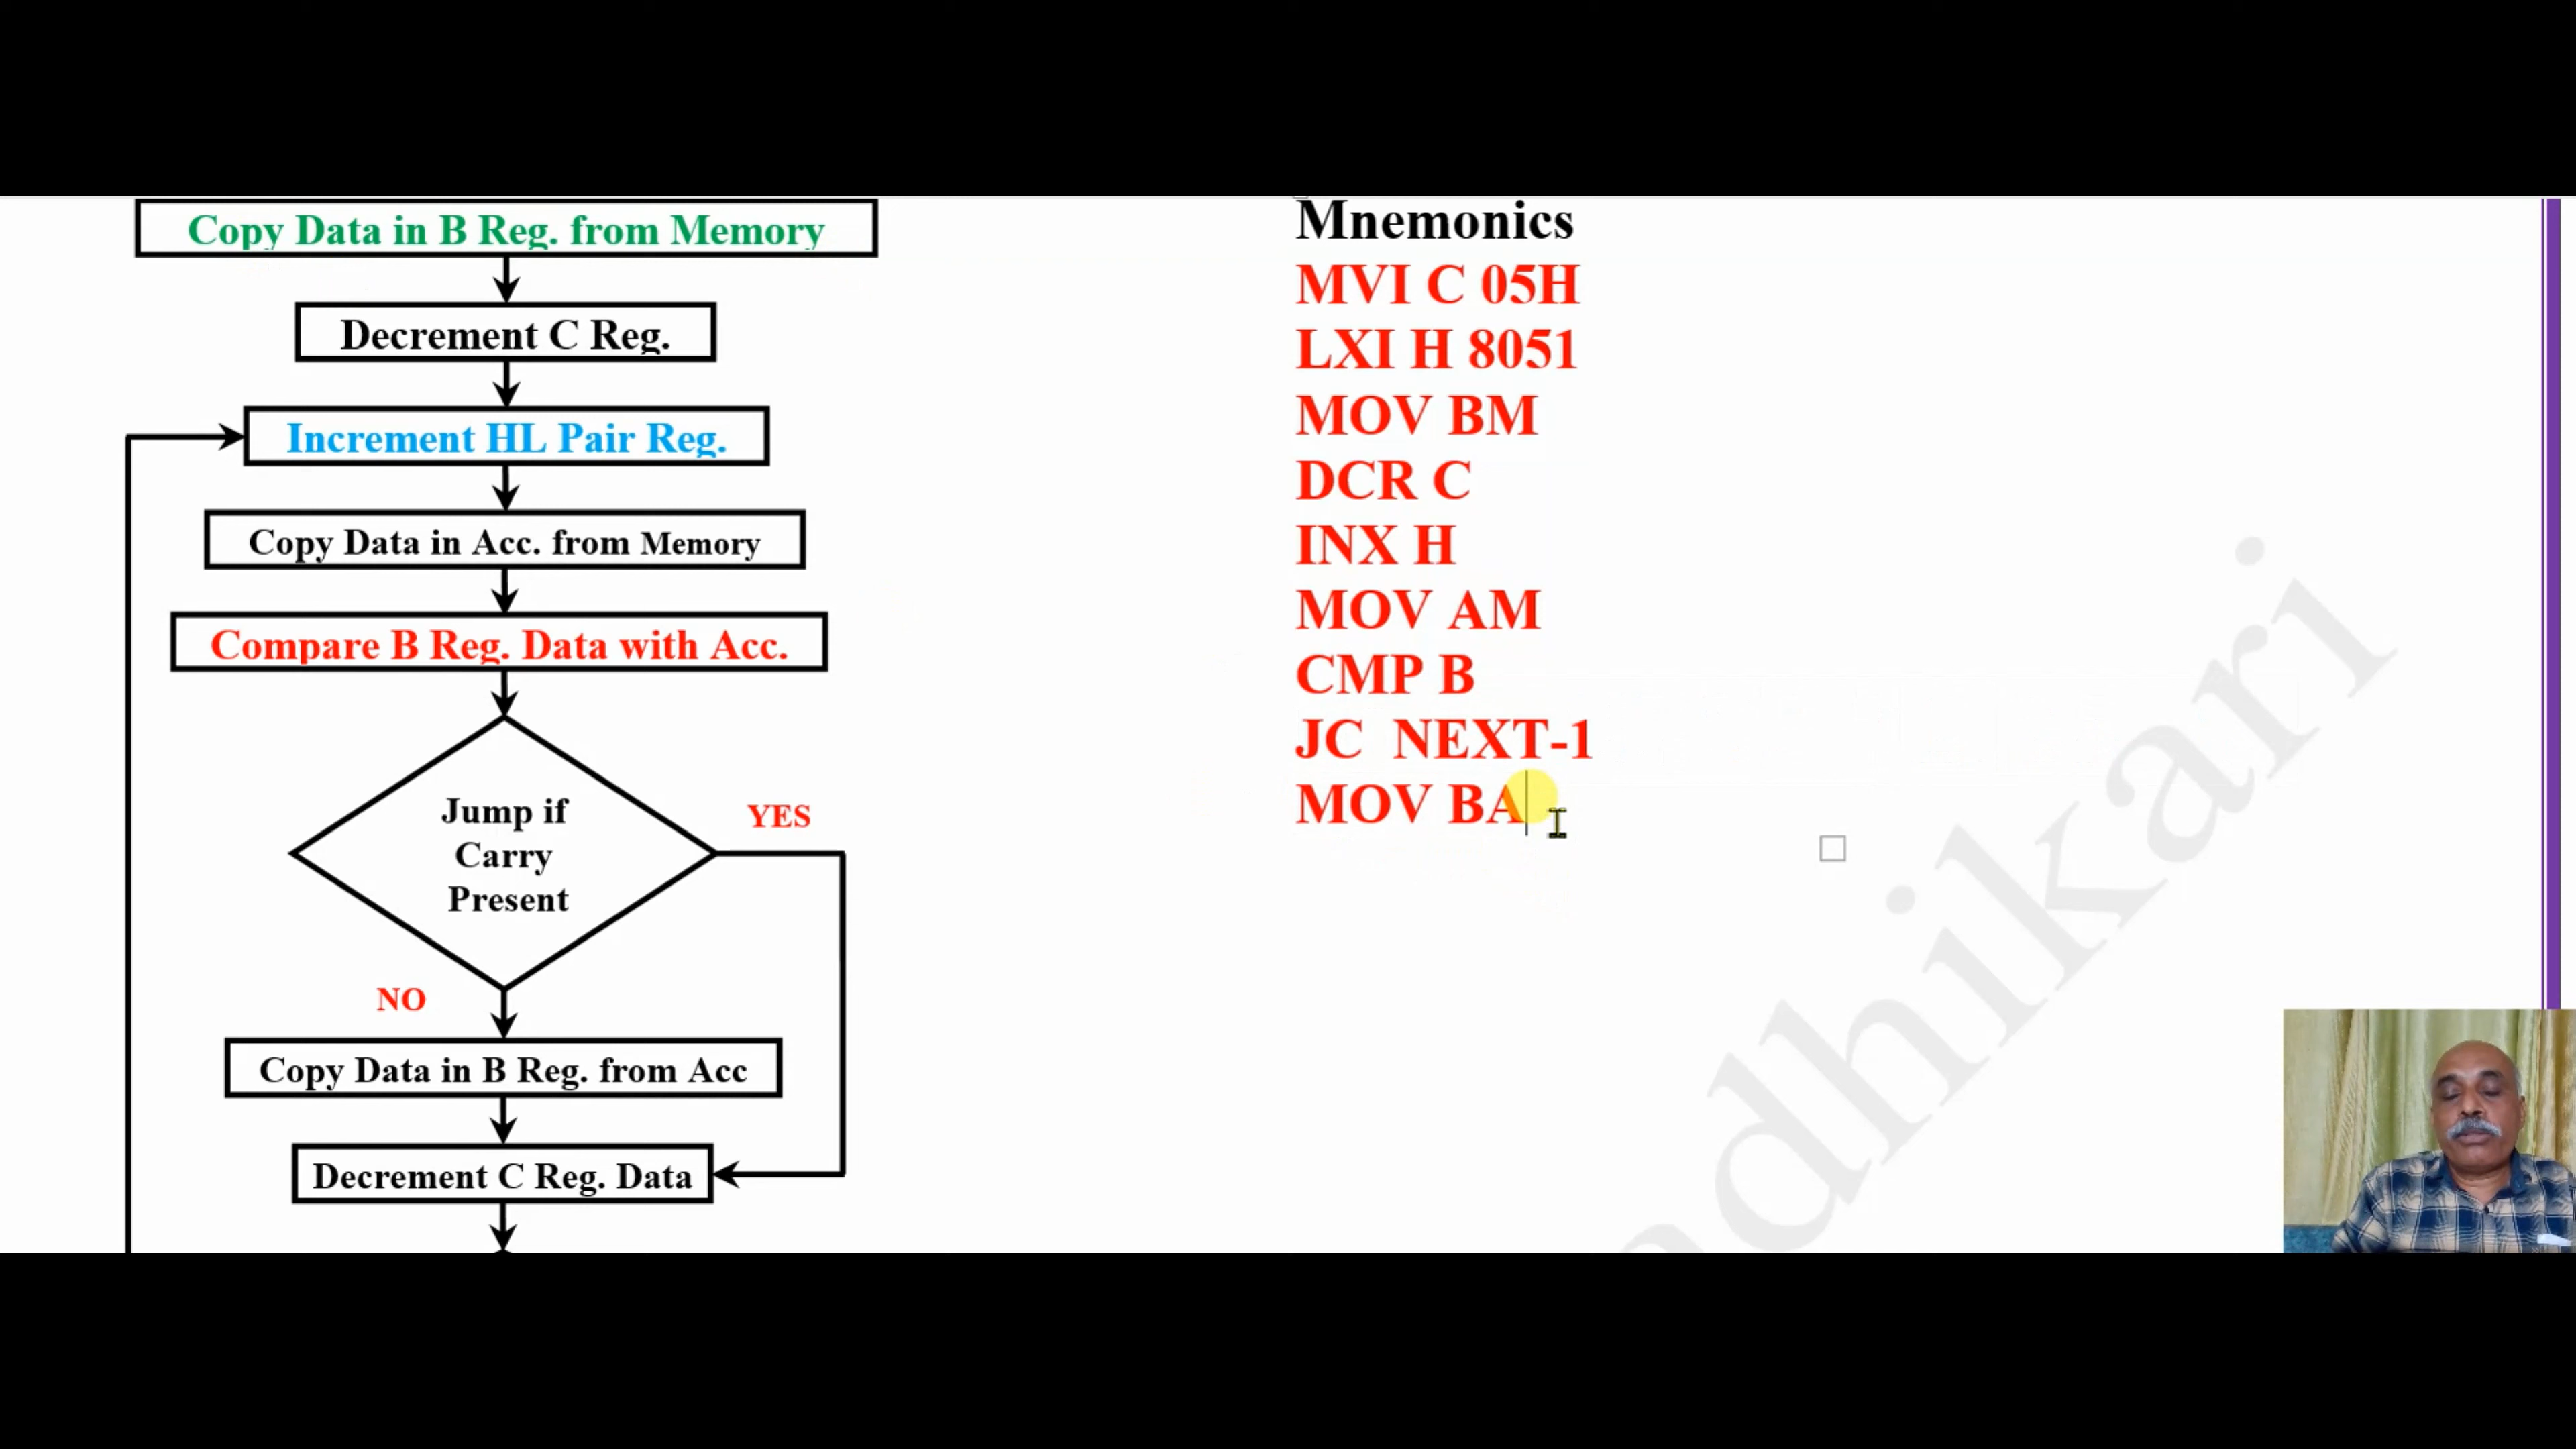 Copy Data in B Reg. from Memory
Decrement C Reg.
Increment HL Pair Reg.
Copy Data in Acc. from Memory
Compare B Reg. Data with Acc.
Jump if
Carry
Present
YES
NO
Copy Data in B Reg. from Acc
Decrement C Reg. Data
Mnemonics
MVI C 05H
LXI H 8051
MOV BM
DCR C
INX H
MOV AM
CMP B
JC NEXT-1
MOV BA
adhikari